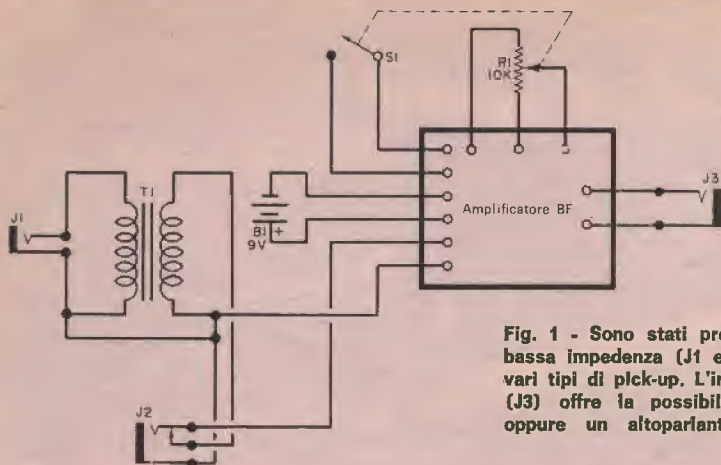 S1
R1
10K
J1
T1
B1 +
9V
Amplificatore BF
J3
J2
Fig. 1 - Sono stati pre
bassa impedenza (J1 e
vari tipi di pick-up. L'in
(J3) offre la possibil
oppure un altoparlant